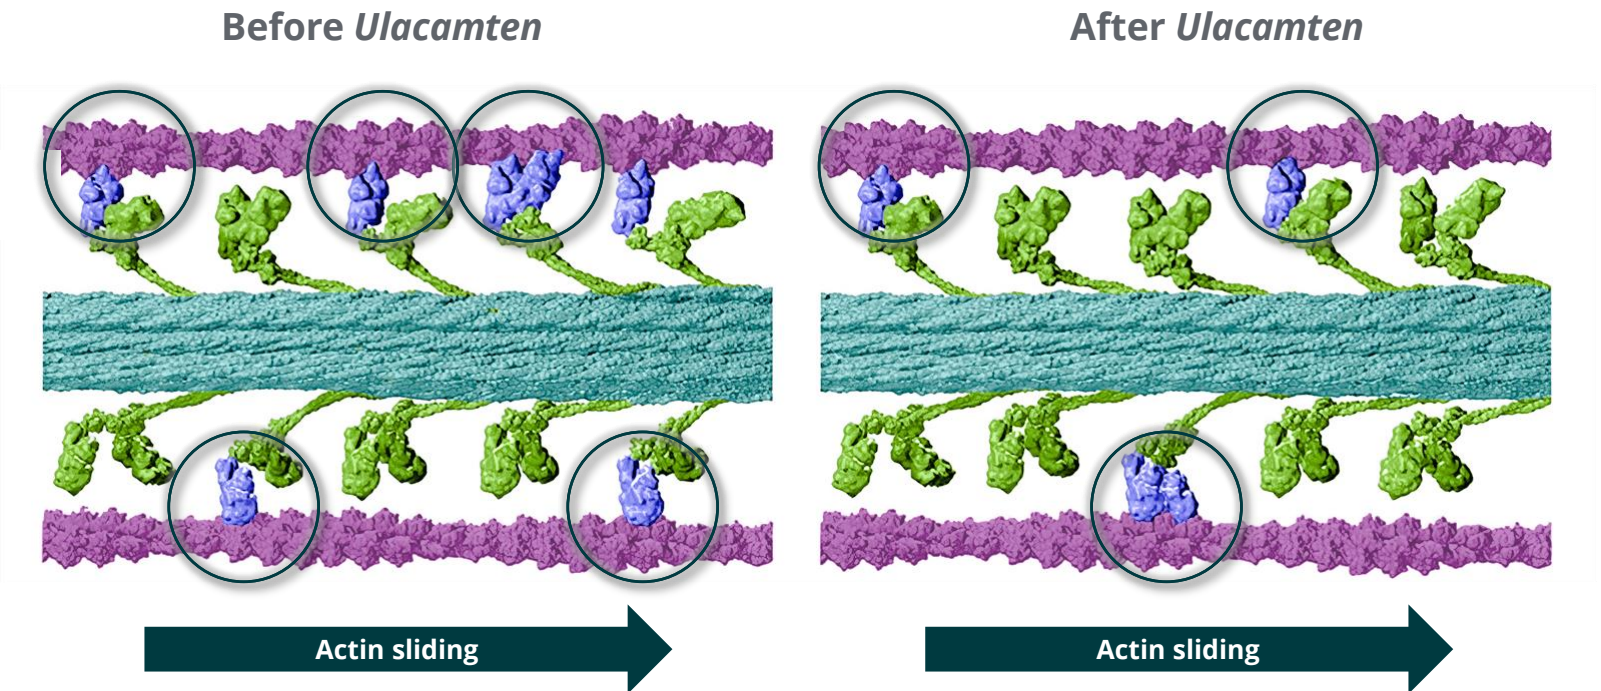 Before Ulacamten
After Ulacamten
Actin sliding
Actin sliding